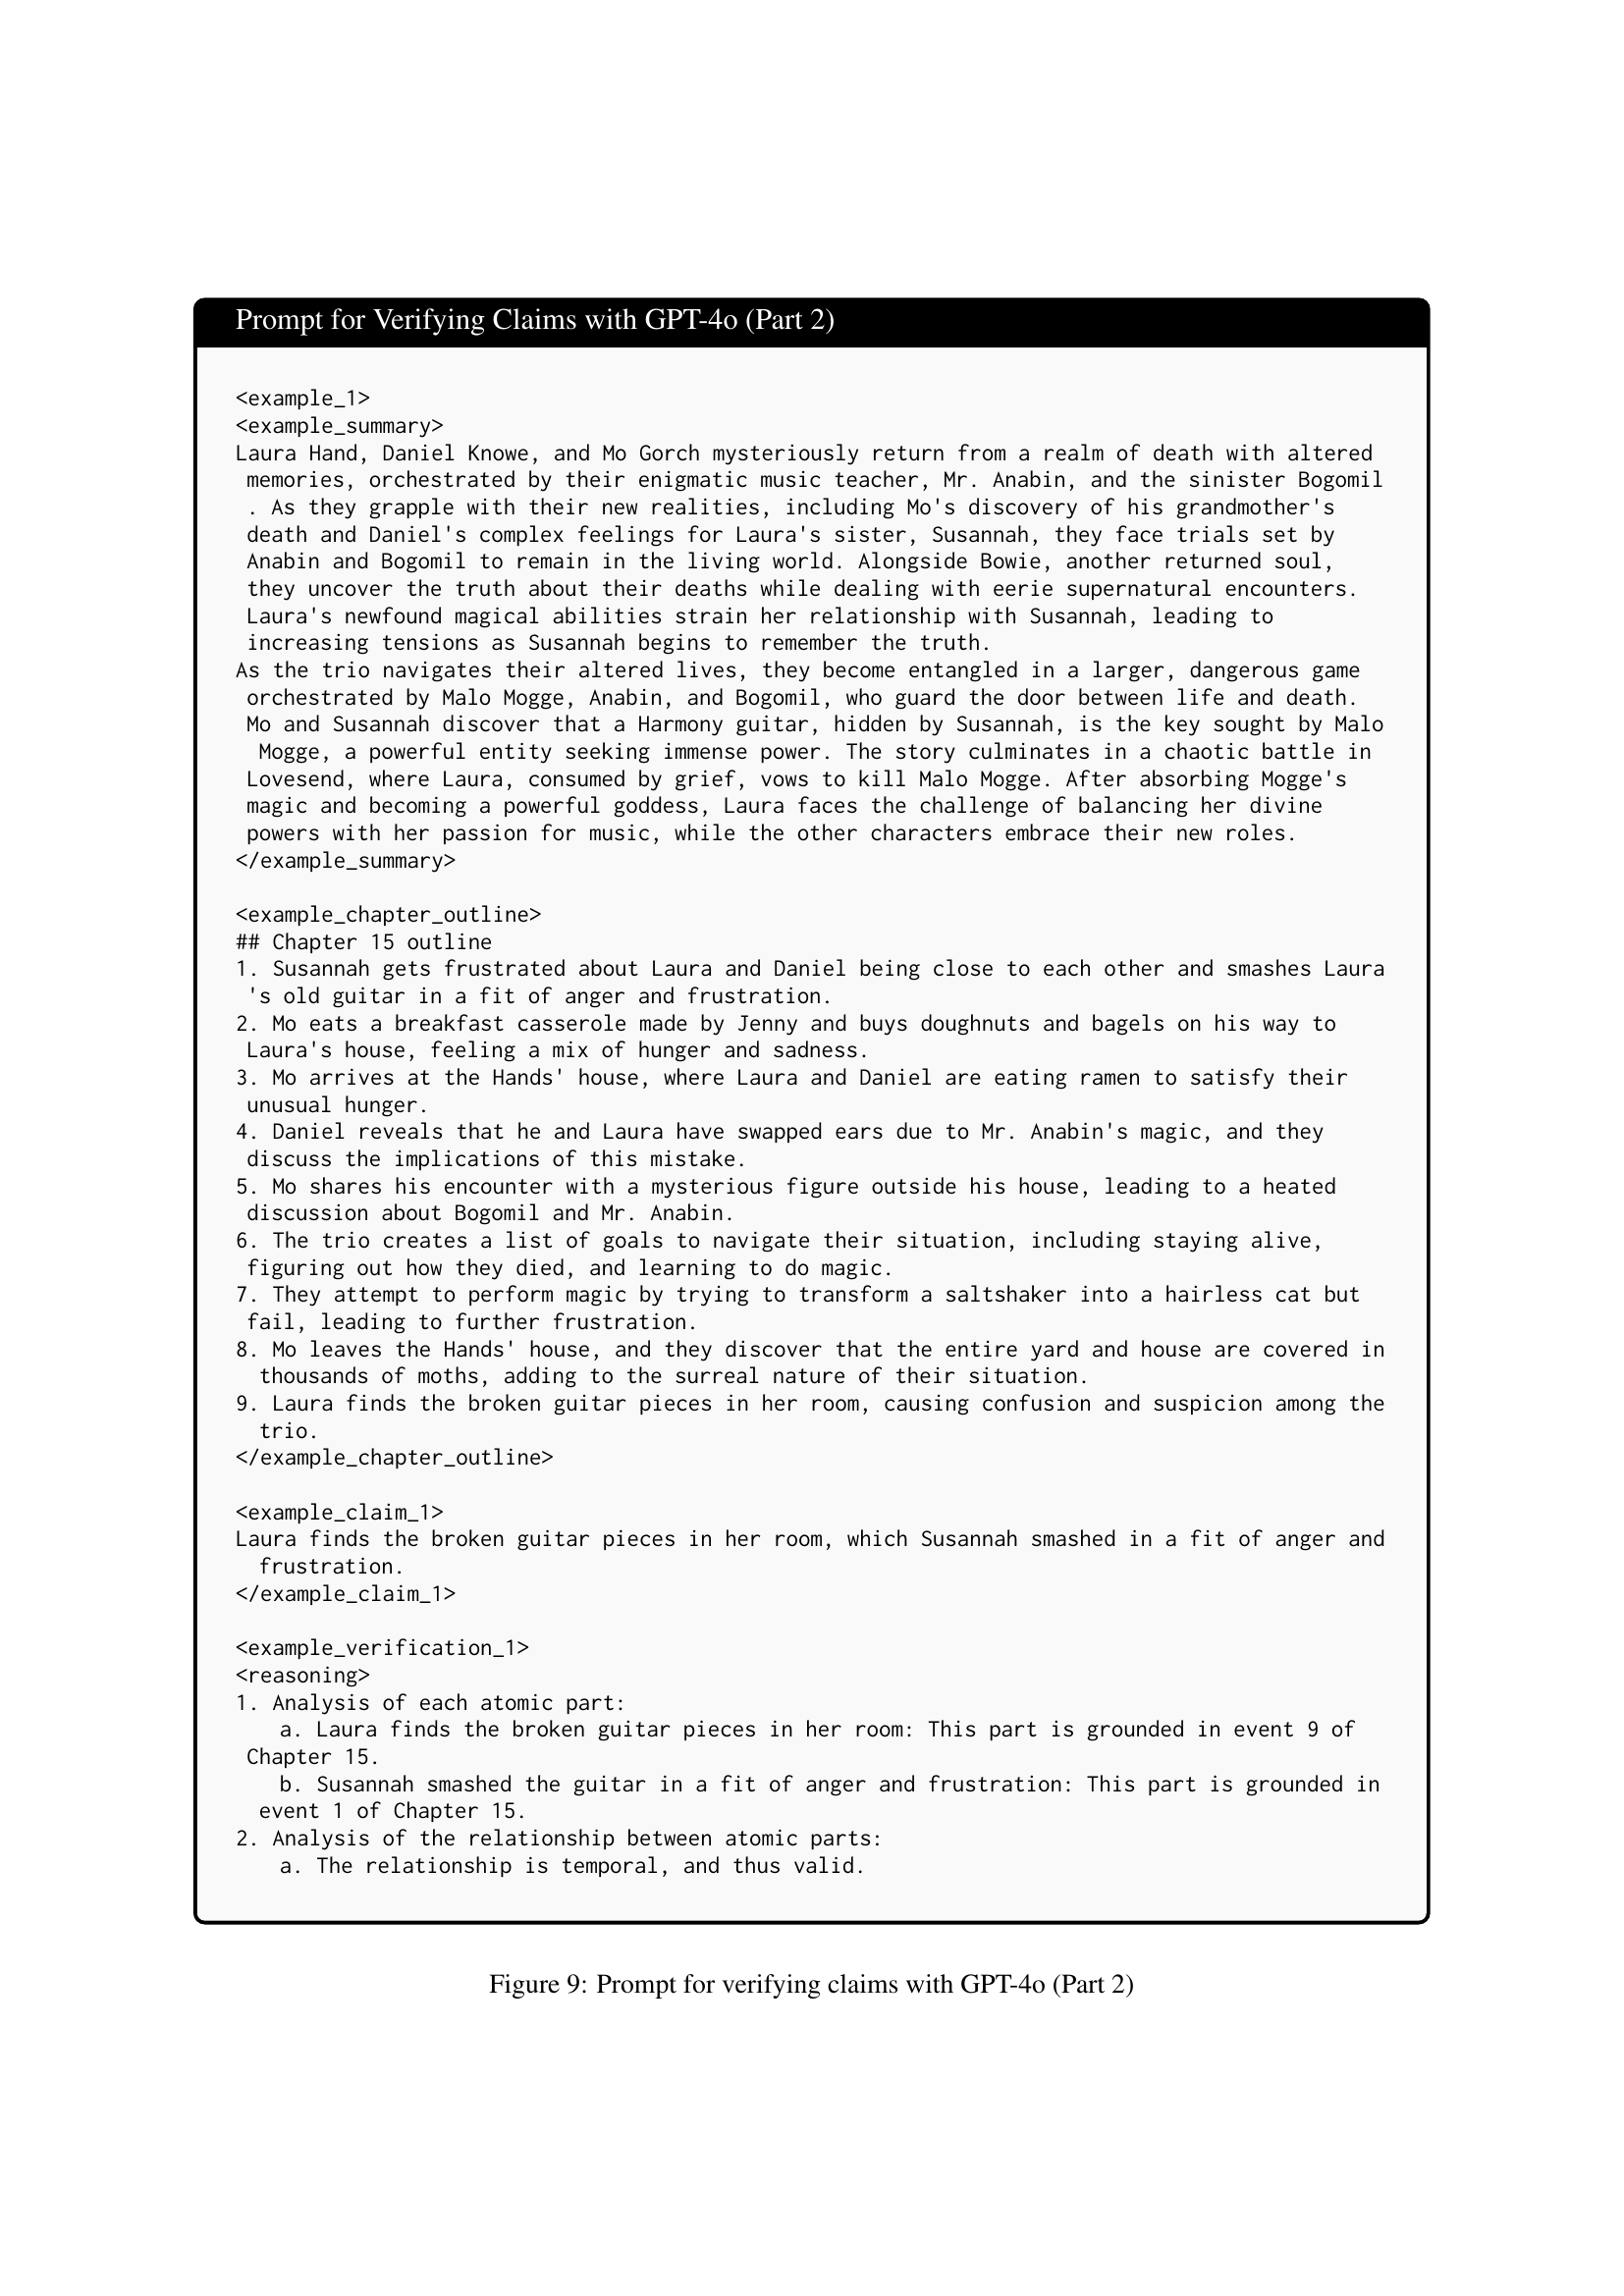 Prompt for Verifying Claims with GPT-4o (Part 2)
<example_1>
<example_summary>
Laura Hand, Daniel Knowe, and Mo Gorch mysteriously return from a realm of death with altered
memories, orchestrated by their enigmatic music teacher, Mr. Anabin, and the sinister Bogomil
. As they grapple with their new realities, including Mo's discovery of his grandmother's
death and Daniel's complex feelings for Laura's sister, Susannah, they face trials set by
Anabin and Bogomil to remain in the living world. Alongside Bowie, another returned soul,
they uncover the truth about their deaths while dealing with eerie supernatural encounters.
Laura's newfound magical abilities strain her relationship with Susannah, leading to
increasing tensions as Susannah begins to remember the truth.
As the trio navigates their altered lives, they become entangled in a larger, dangerous game
orchestrated by Malo Mogge, Anabin, and Bogomil, who guard the door between life and death.
Mo and Susannah discover that a Harmony guitar, hidden by Susannah, is the key sought by Malo
Mogge, a powerful entity seeking immense power. The story culminates in a chaotic battle in
Lovesend, where Laura, consumed by grief, vows to kill Malo Mogge. After absorbing Mogge's
magic and becoming a powerful goddess, Laura faces the challenge of balancing her divine
powers with her passion for music, while the other characters embrace their new roles.
</example_summary>
<example_chapter_outline>
## Chapter 15 outline
1. Susannah gets frustrated about Laura and Daniel being close to each other and smashes Laura
's old guitar in a fit of anger and frustration.
2. Mo eats a breakfast casserole made by Jenny and buys doughnuts and bagels on his way to
Laura's house, feeling a mix of hunger and sadness.
3. Mo arrives at the Hands' house, where Laura and Daniel are eating ramen to satisfy their
unusual hunger.
4. Daniel reveals that he and Laura have swapped ears due to Mr. Anabin's magic, and they
discuss the implications of this mistake.
5. Mo shares his encounter with a mysterious figure outside his house, leading to a heated
discussion about Bogomil and Mr. Anabin.
6. The trio creates a list of goals to navigate their situation, including staying alive,
figuring out how they died, and learning to do magic.
7. They attempt to perform magic by trying to transform a saltshaker into a hairless cat but
fail, leading to further frustration.
8. Mo leaves the Hands' house, and they discover that the entire yard and house are covered in
thousands of moths, adding to the surreal nature of their situation.
9. Laura finds the broken guitar pieces in her room, causing confusion and suspicion among the
trio.
</example_chapter_outline>
<example_claim_1>
Laura finds the broken guitar pieces in her room, which Susannah smashed in a fit of anger and
frustration.
</example_claim_1>
<example_verification_1>
<reasoning>
1. Analysis of each atomic part:
a. Laura finds the broken guitar pieces in her room: This part is grounded in event 9 of
Chapter 15.
b. Susannah smashed the guitar in a fit of anger and frustration: This part is grounded in
event 1 of Chapter 15.
2. Analysis of the relationship between atomic parts:
a. The relationship is temporal, and thus valid.
Figure 9: Prompt for verifying claims with GPT-4o (Part 2)